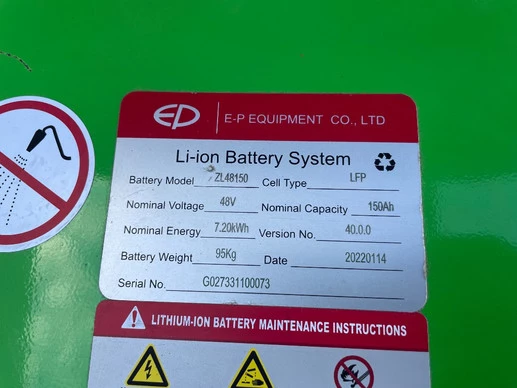 EP E-P EQUIPMENT CO., LTD
Li-ion Battery System
Battery Model ZL48150 Cell Type LFP
Nominal Voltage 48V Nominal Capacity 150Ah
Nominal Energy 7.20kWh Version No. 40.0.0
Battery Weight 95Kg Date 20220114
Serial No. G027331100073
LITHIUM-ION BATTERY MAINTENANCE INSTRUCTIONS